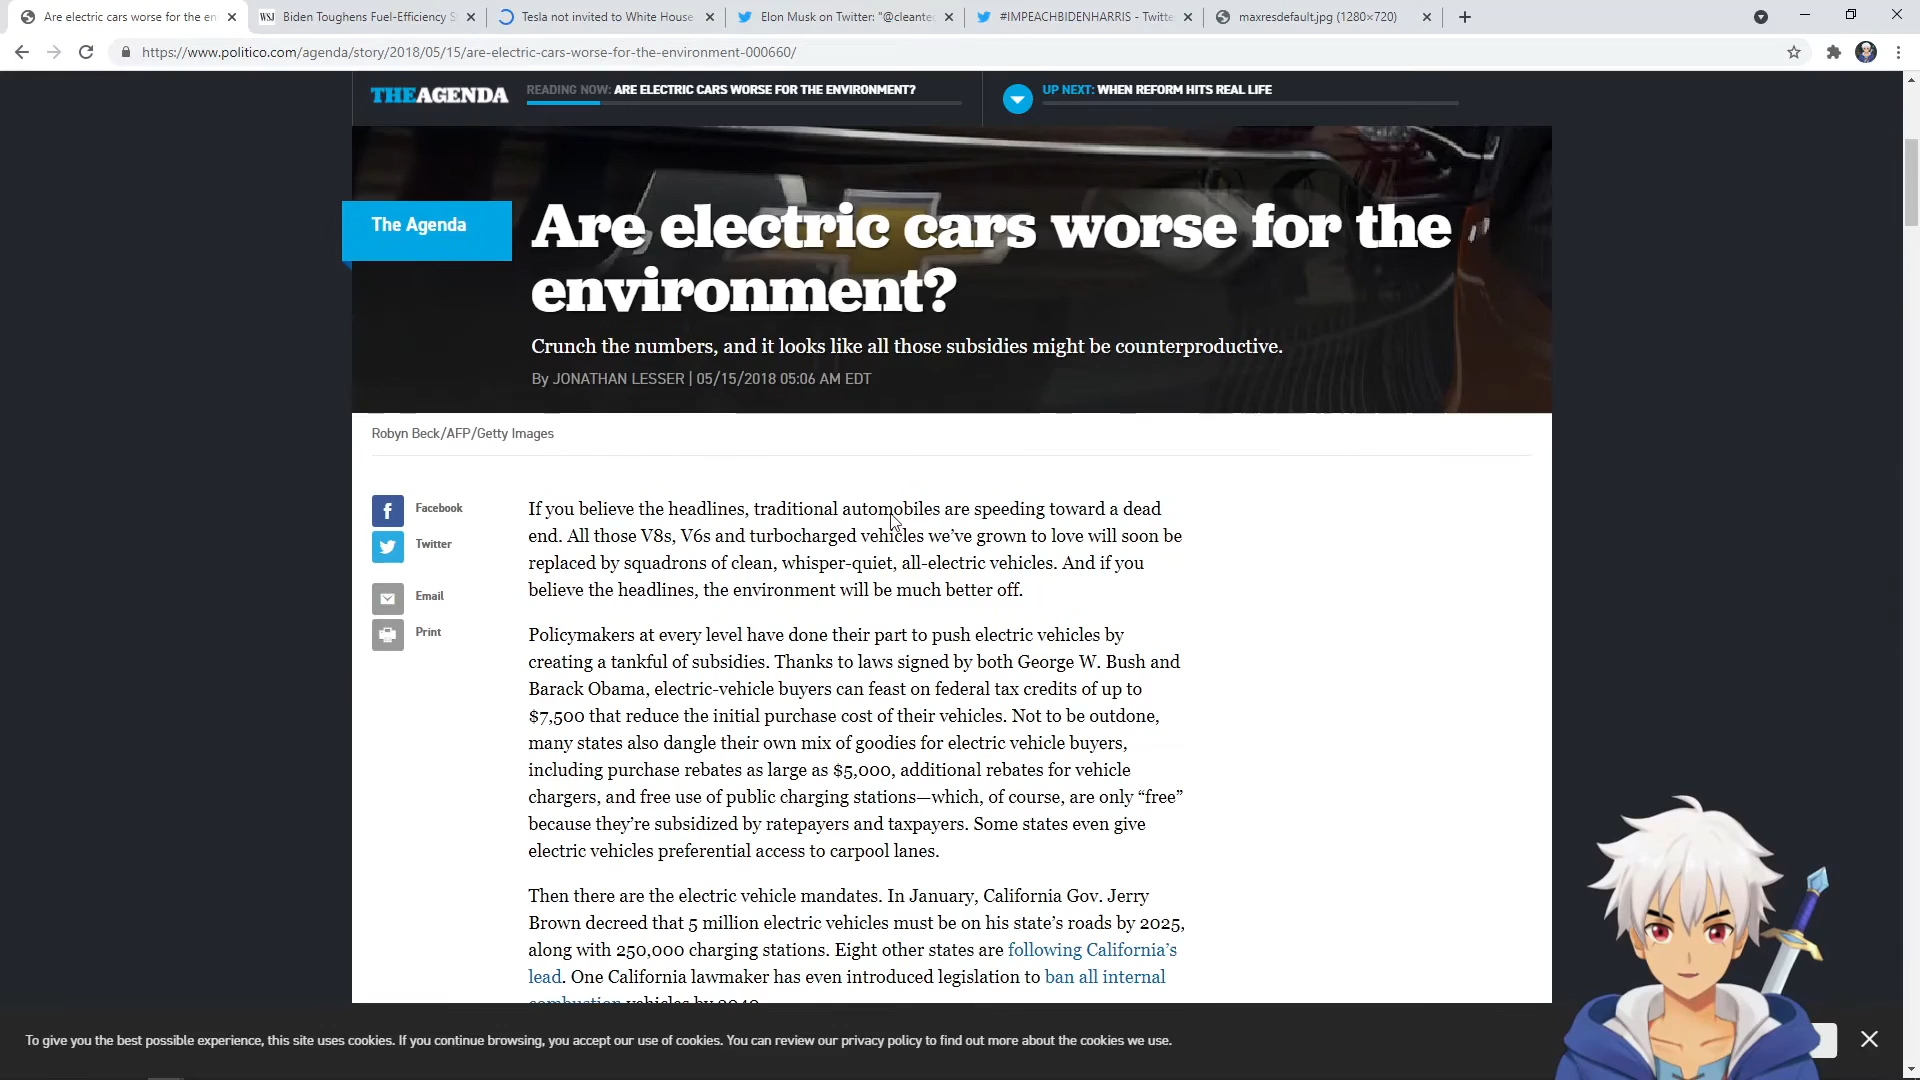 Are electric cars worse for the en
WSJ Biden Toughens Fuel-Efficiency S
Tesla not invited to White House
Elon Musk on Twitter: "@cleante
#IMPEACHBIDENHARRIS - Twitte
maxresdefault.jpg (1280×720)
https://www.politico.com/agenda/story/2018/05/15/are-electric-cars-worse-for-the-environment-000660/
THEAGENDA
READING NOW: ARE ELECTRIC CARS WORSE FOR THE ENVIRONMENT?
UP NEXT: WHEN REFORM HITS REAL LIFE
The Agenda
Are electric cars worse for the
environment?
Crunch the numbers, and it looks like all those subsidies might be counterproductive.
By JONATHAN LESSER | 05/15/2018 05:06 AM EDT
Robyn Beck/AFP/Getty Images
Facebook
Twitter
Email
Print
If you believe the headlines, traditional automobiles are speeding toward a dead
end. All those V8s, V6s and turbocharged vehicles we’ve grown to love will soon be
replaced by squadrons of clean, whisper-quiet, all-electric vehicles. And if you
believe the headlines, the environment will be much better off.
Policymakers at every level have done their part to push electric vehicles by
creating a tankful of subsidies. Thanks to laws signed by both George W. Bush and
Barack Obama, electric-vehicle buyers can feast on federal tax credits of up to
$7,500 that reduce the initial purchase cost of their vehicles. Not to be outdone,
many states also dangle their own mix of goodies for electric vehicle buyers,
including purchase rebates as large as $5,000, additional rebates for vehicle
chargers, and free use of public charging stations—which, of course, are only “free”
because they’re subsidized by ratepayers and taxpayers. Some states even give
electric vehicles preferential access to carpool lanes.
Then there are the electric vehicle mandates. In January, California Gov. Jerry
Brown decreed that 5 million electric vehicles must be on his state’s roads by 2025,
along with 250,000 charging stations. Eight other states are following California’s
lead. One California lawmaker has even introduced legislation to ban all internal
combustion vehicles by 2040.
To give you the best possible experience, this site uses cookies. If you continue browsing, you accept our use of cookies. You can review our privacy policy to find out more about the cookies we use.